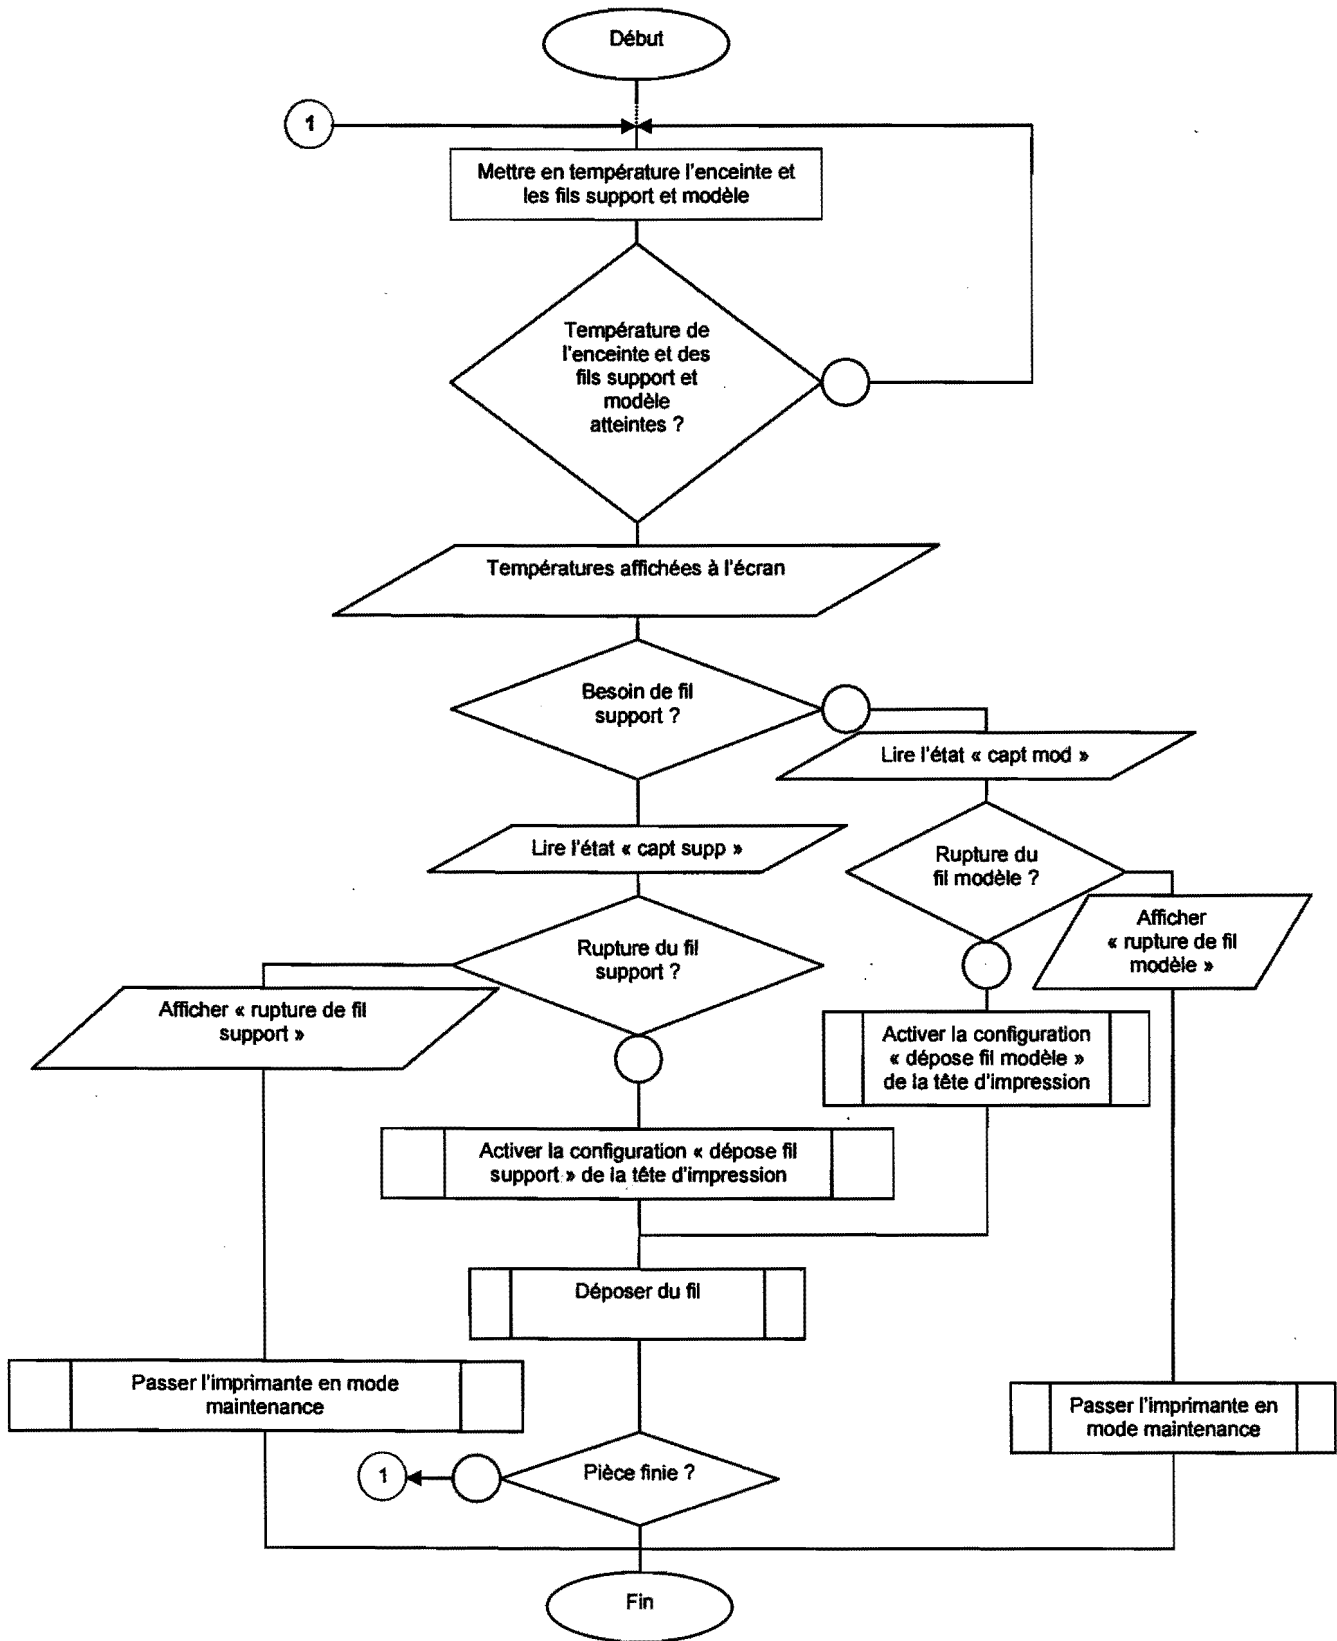 Début
1
Mettre en température l'enceinte et
les fils support et modèle
Température de
l'enceinte et des
fils support et
modèle
atteintes ?
Températures affichées à l'écran
Besoin de fil
support ?
Lire l'état « capt mod »
Lire l'état « capt supp »
Rupture du
fil modèle ?
Afficher
« rupture de fil
modèle »
Rupture du fil
support ?
Afficher « rupture de fil
support »
Activer la configuration
« dépose fil modèle »
de la tête d'impression
Activer la configuration « dépose fil
support » de la tête d'impression
Déposer du fil
Passer l'imprimante en mode
maintenance
Passer l'imprimante en
mode maintenance
1
Pièce finie ?
Fin